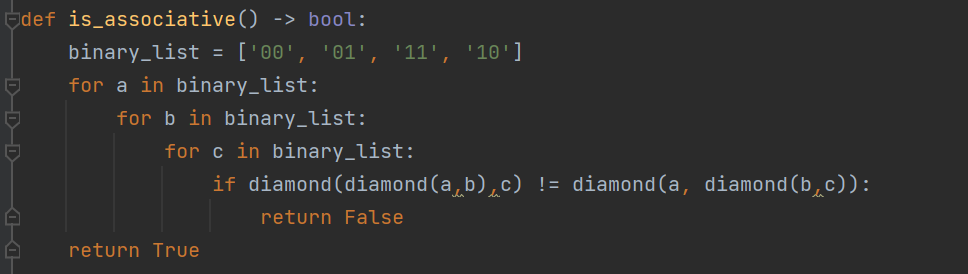 def is_associative() -> bool:
    binary_list = ['00', '01', '11', '10']
    for a in binary_list:
        for b in binary_list:
            for c in binary_list:
                if diamond(diamond(a,b),c) != diamond(a, diamond(b,c)):
                    return False
    return True